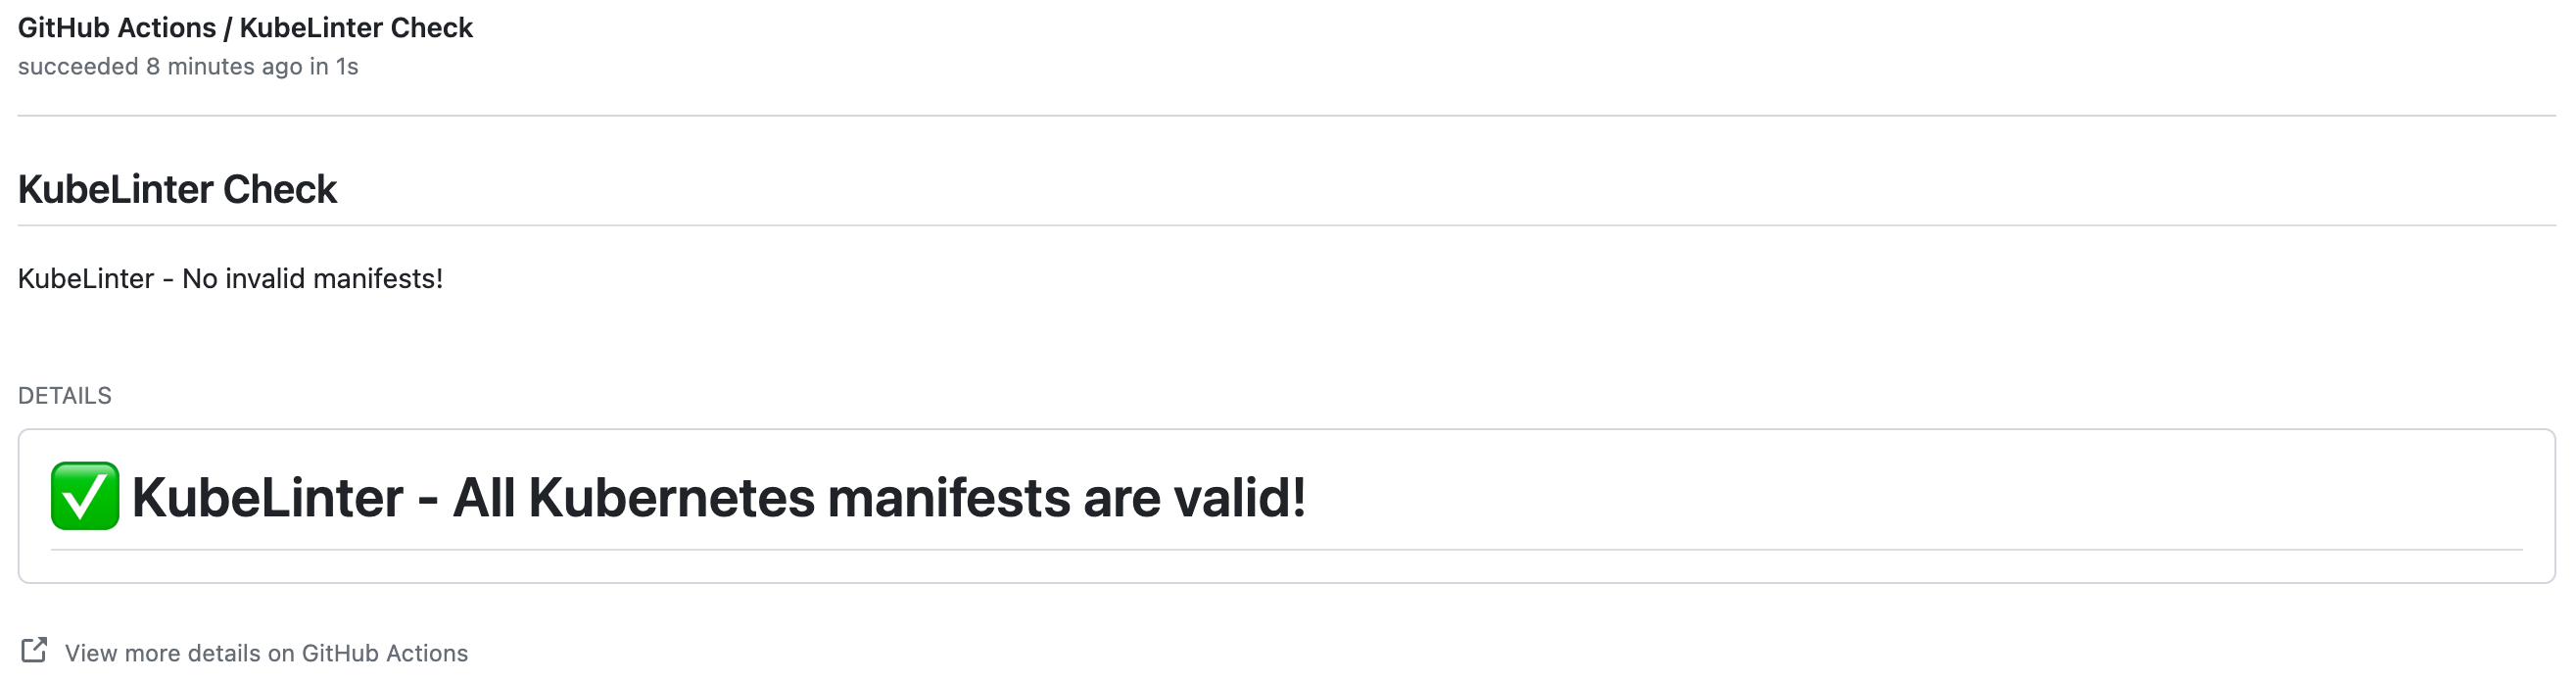 GitHub Actions / KubeLinter Check
succeeded 8 minutes ago in 1s
KubeLinter Check
KubeLinter - No invalid manifests!
DETAILS
✅ KubeLinter - All Kubernetes manifests are valid!
View more details on GitHub Actions